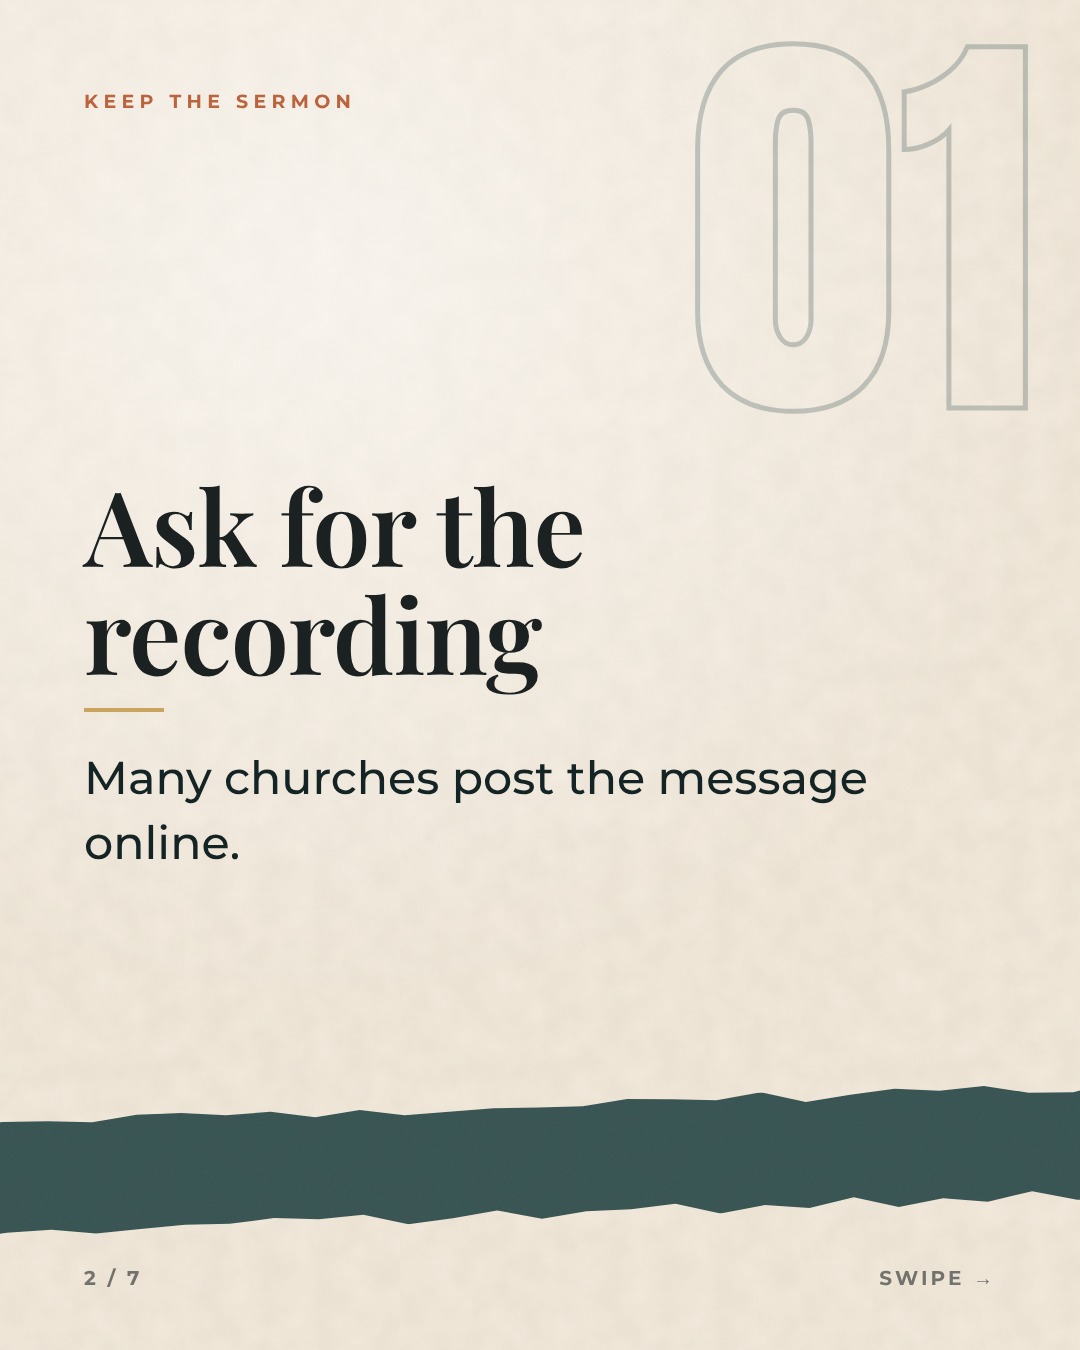 KEEP THE SERMON
01
Ask for the
recording
Many churches post the message
online.
2 / 7
SWIPE →